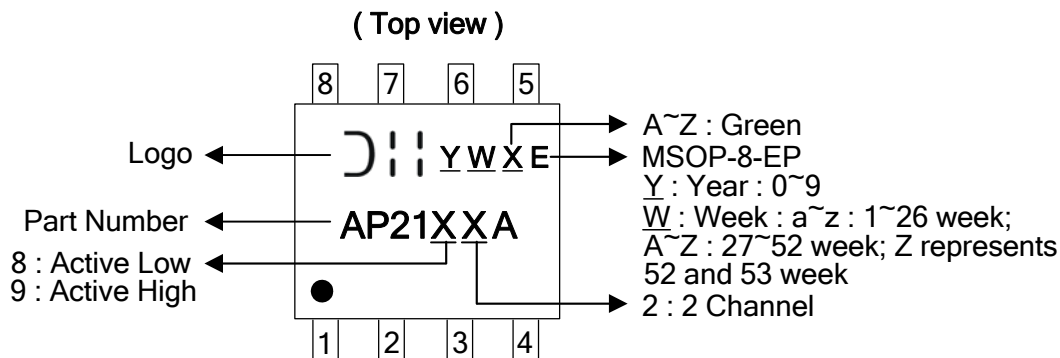 ( Top view )
8 7 6 5
Logo
Y W X E
A~Z : Green
MSOP-8-EP
Y : Year : 0~9
W : Week : a~z : 1~26 week;
A~Z : 27~52 week; Z represents
52 and 53 week
Part Number
AP21XXA
8 : Active Low
9 : Active High
2 : 2 Channel
1 2 3 4